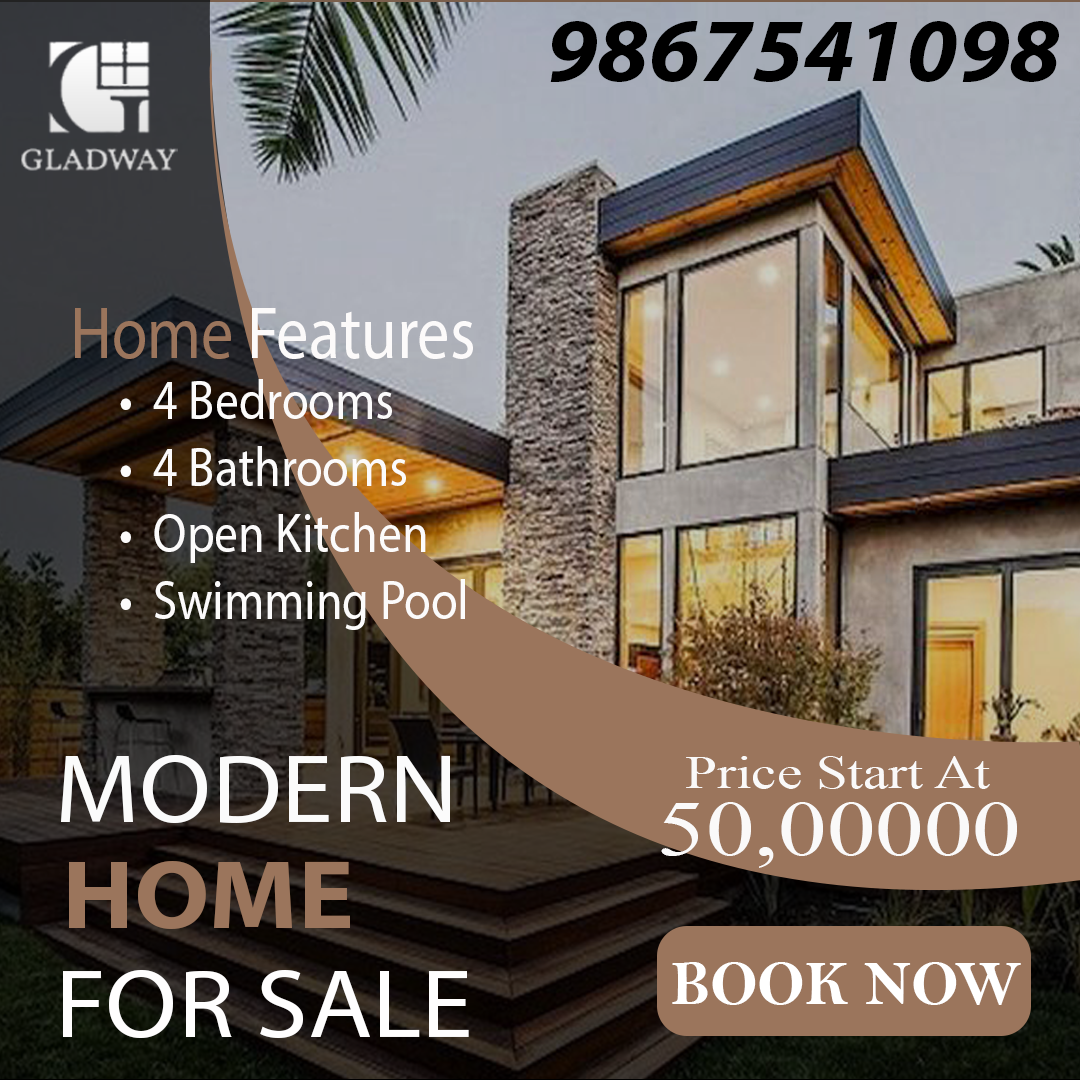 GLADWAY
9867541098
Home Features
• 4 Bedrooms
• 4 Bathrooms
• Open Kitchen
• Swimming Pool
MODERN
HOME
FOR SALE
Price Start At
50,00000
BOOK NOW